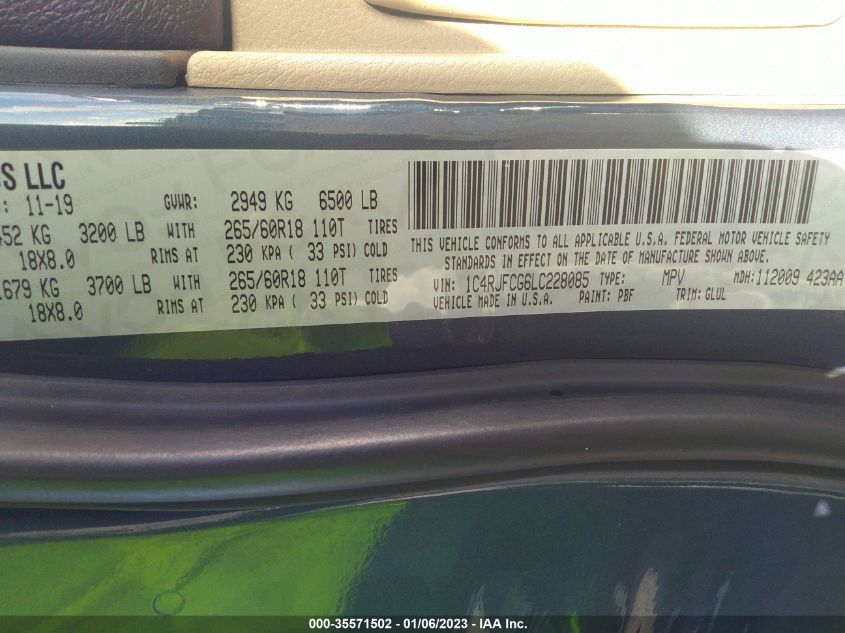 US LLC
11-19 GVWR: 2949 KG 6500 LB
452 KG 3200 LB WITH 265/60R18 110T TIRES
18X8.0 RIMS AT 230 KPA ( 33 PSI) COLD
1679 KG 3700 LB WITH 265/60R18 110T TIRES
18X8.0 RIMS AT 230 KPA ( 33 PSI) COLD
THIS VEHICLE CONFORMS TO ALL APPLICABLE U.S.A. FEDERAL MOTOR VEHICLE SAFETY
STANDARDS IN EFFECT ON THE DATE OF MANUFACTURE SHOWN ABOVE.
VIN: 1C4RJFCG6LC228085 TYPE: MPV MDH: 112009 423AA
VEHICLE MADE IN U.S.A. PAINT: PBF TRIM: GLUL
000-35571502 - 01/06/2023 - IAA Inc.